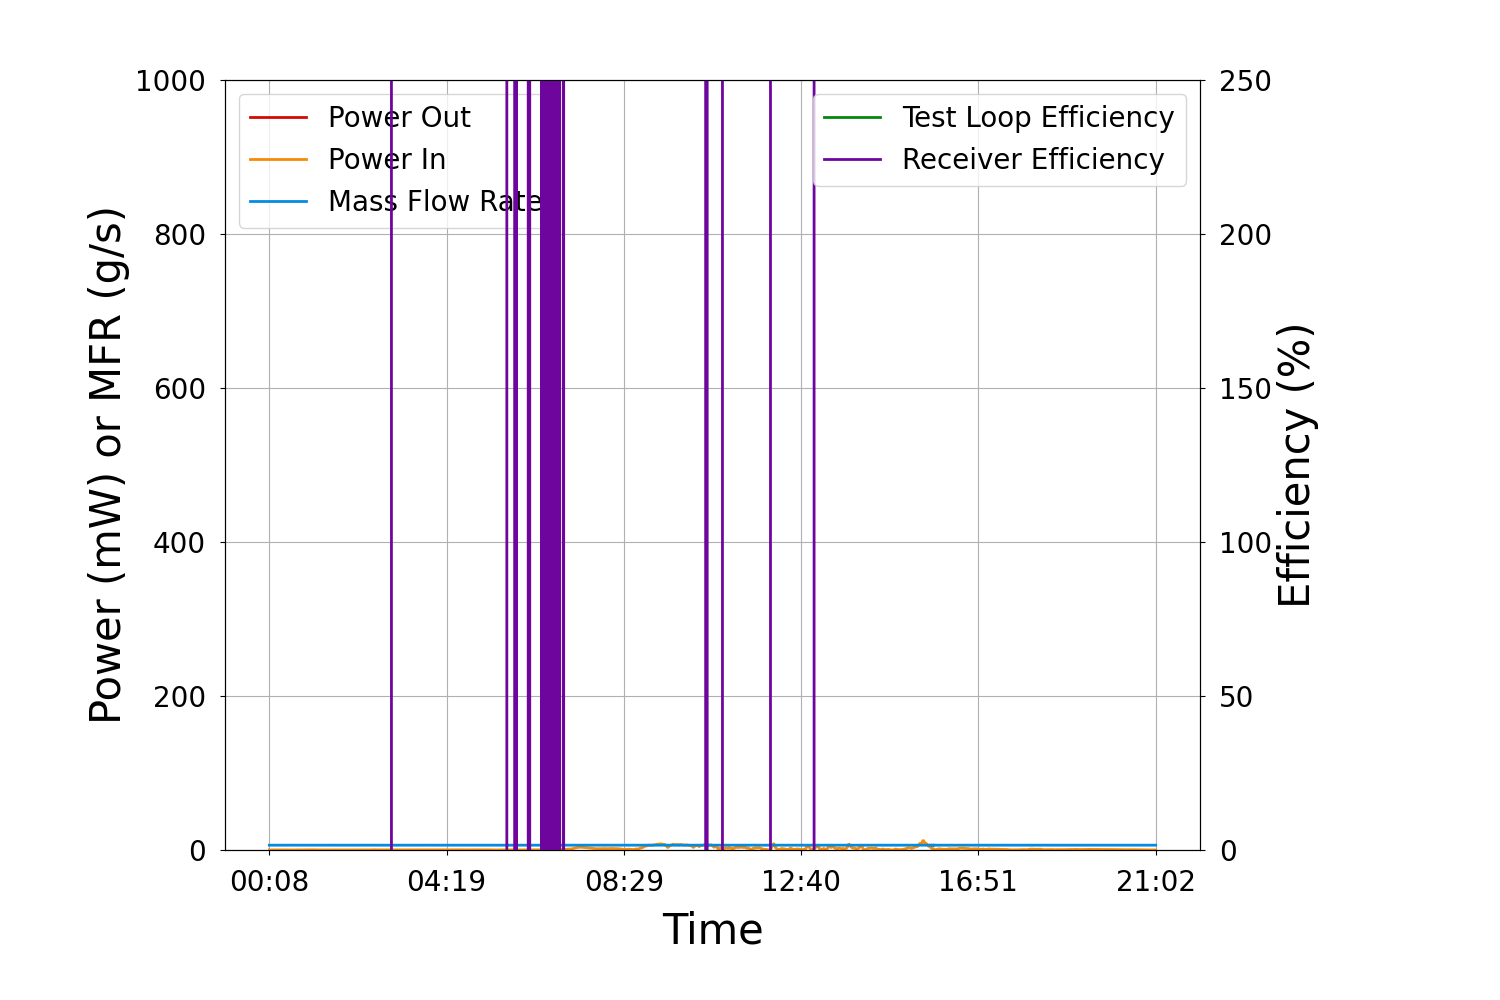 1000
800
600
400
200
0
Power (mW) or MFR (g/s)
Power Out
Power In
Mass Flow Rate
Test Loop Efficiency
Receiver Efficiency
250
200
150
100
50
0
Efficiency (%)
00:08 04:19 08:29 12:40 16:51 21:02
Time